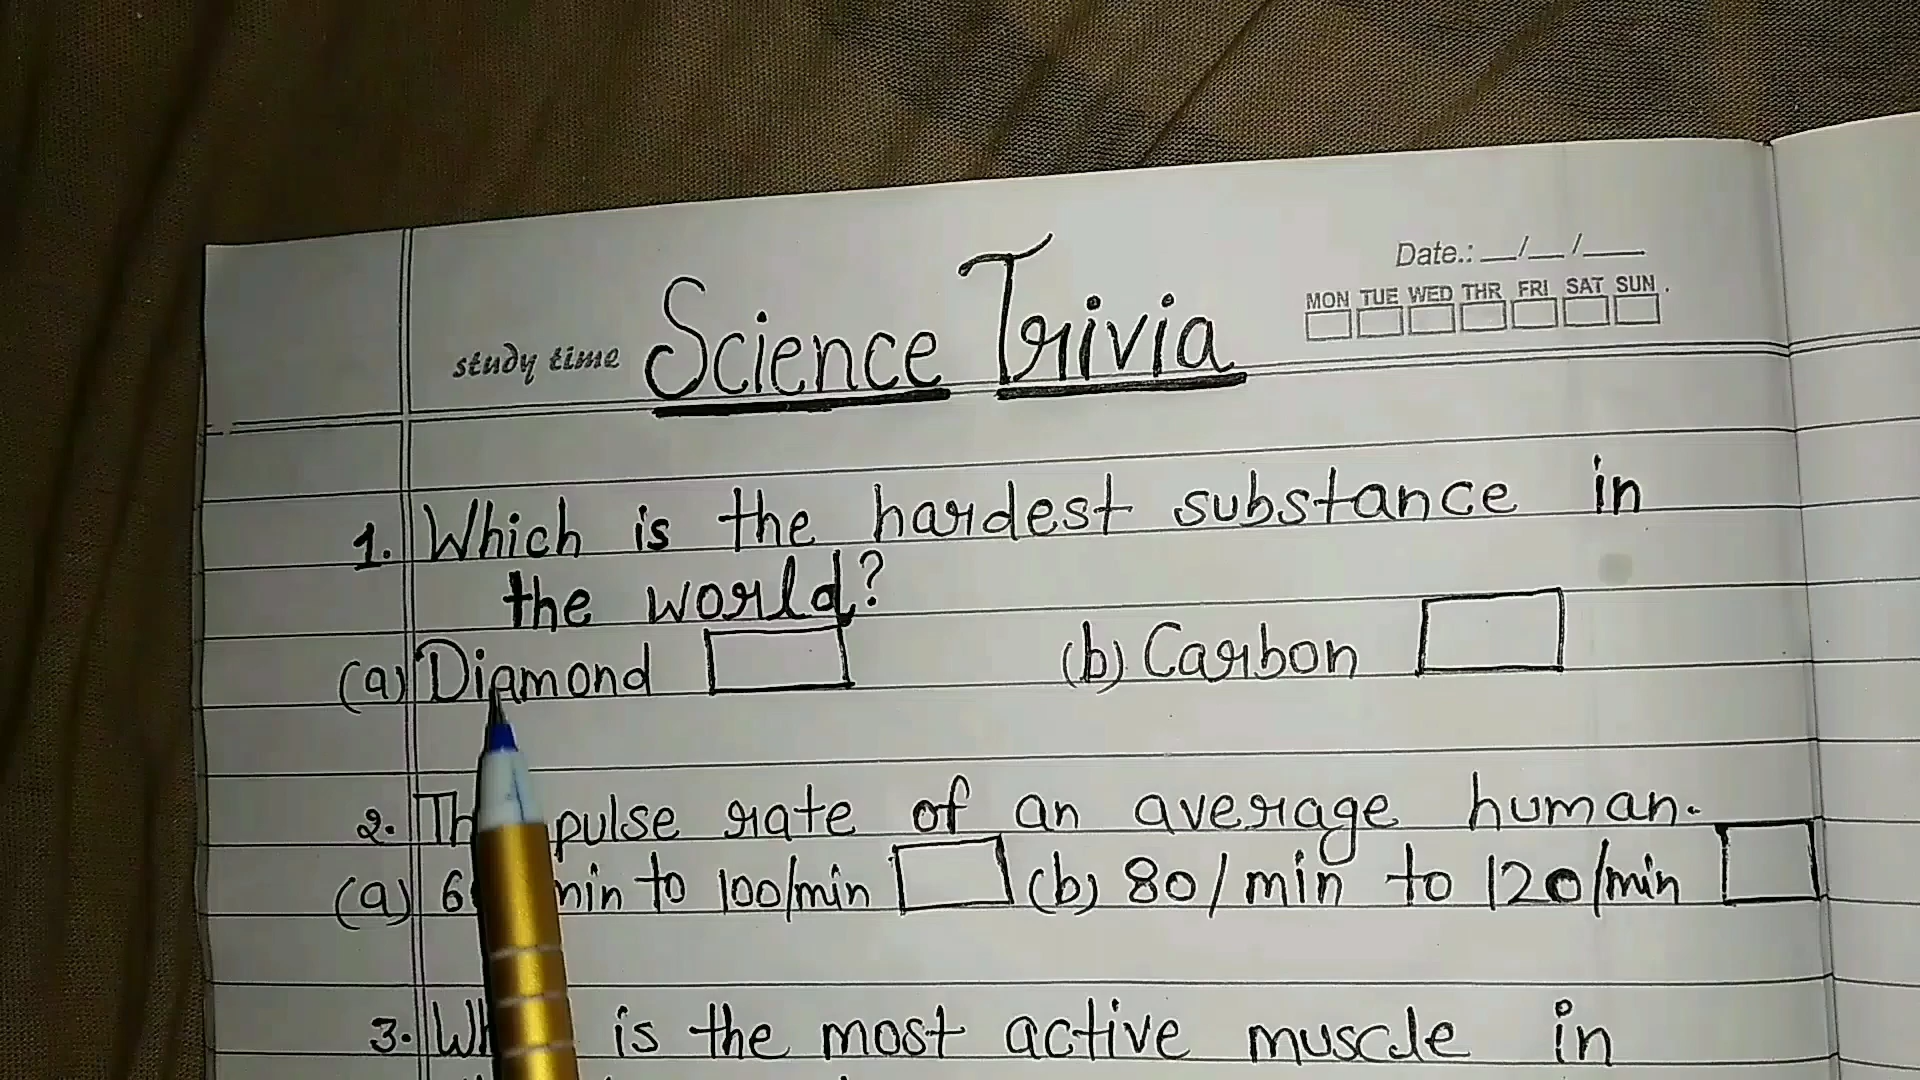 Date.: __/__/___
MON TUE WED THR FRI SAT SUN.
study time Science Trivia
1. Which is the hardest substance in
the world?
(a) Diamond (b) Carbon
2. pulse rate of an average human.
(a) to 100/min (b) 80/min to 120/min
3. is the most active muscle in